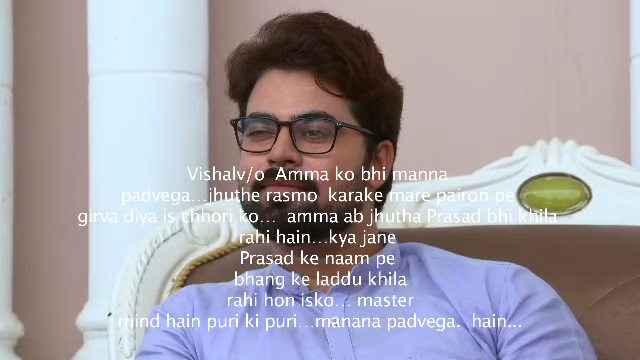 Vishalv/o  Amma ko bhi manna
padvega...jhuthe rasmo  karake mare pairon pe
girva diya is chhori ko...  amma ab jhutha Prasad bhi khila
rahi hain...kya jane
Prasad ke naam pe
bhang ke laddu khila
rahi hon isko... master
mind hain puri ki puri...manana padvega.  hain...